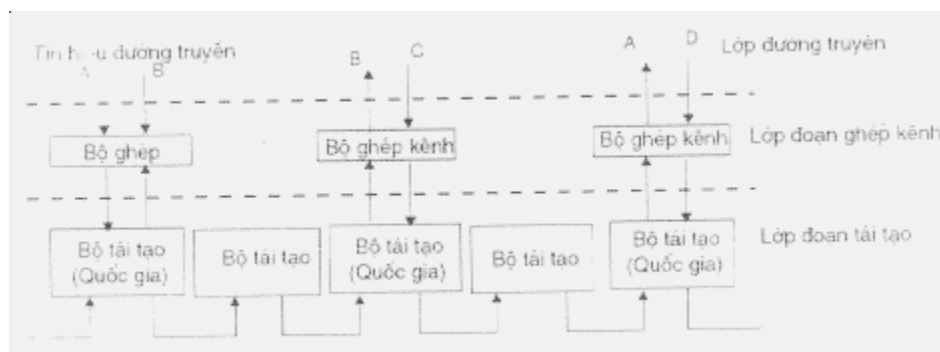 Tín hiệu đường truyền
A
B
B
C
A
D
Lớp đường truyền
Bộ ghép
Bộ ghép kênh
Bộ ghép kênh
Lớp đoạn ghép kênh
Bộ tái tạo
(Quốc gia)
Bộ tái tạo
Bộ tái tạo
(Quốc gia)
Bộ tái tạo
Bộ tái tạo
(Quốc gia)
Lớp đoạn tái tạo